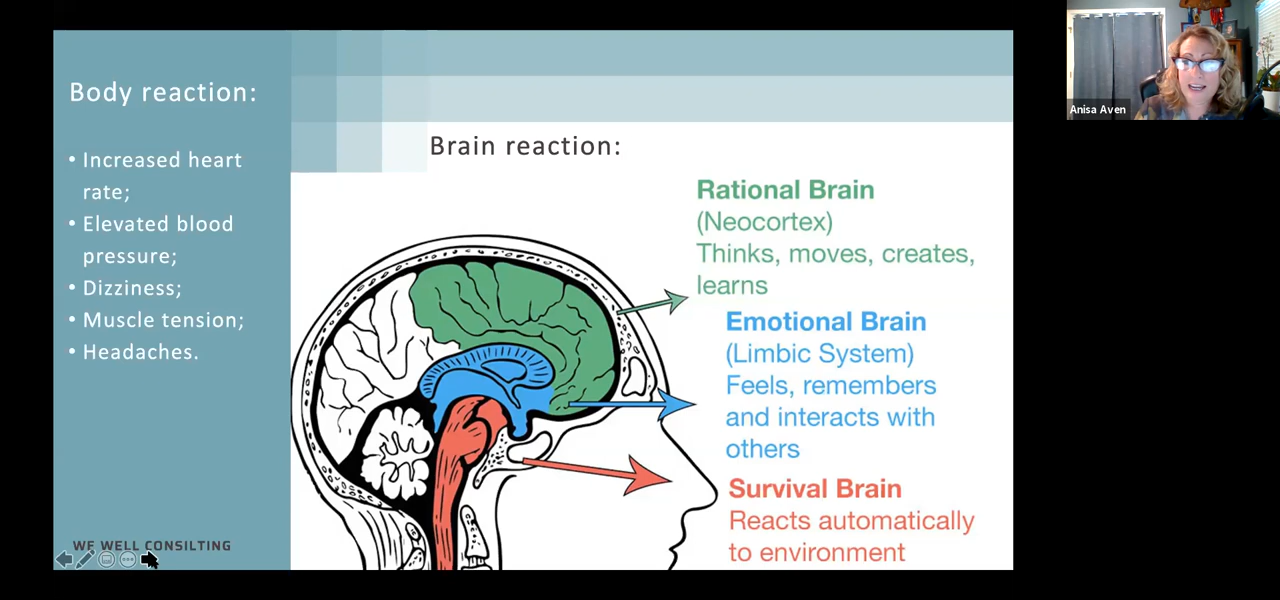 Body reaction:
• Increased heart
rate;
• Elevated blood
pressure;
• Dizziness;
• Muscle tension;
• Headaches.
WE WELL CONSILTING
Brain reaction:
Rational Brain
(Neocortex)
Thinks, moves, creates,
learns
Emotional Brain
(Limbic System)
Feels, remembers
and interacts with
others
Survival Brain
Reacts automatically
to environment
Anisa Aven